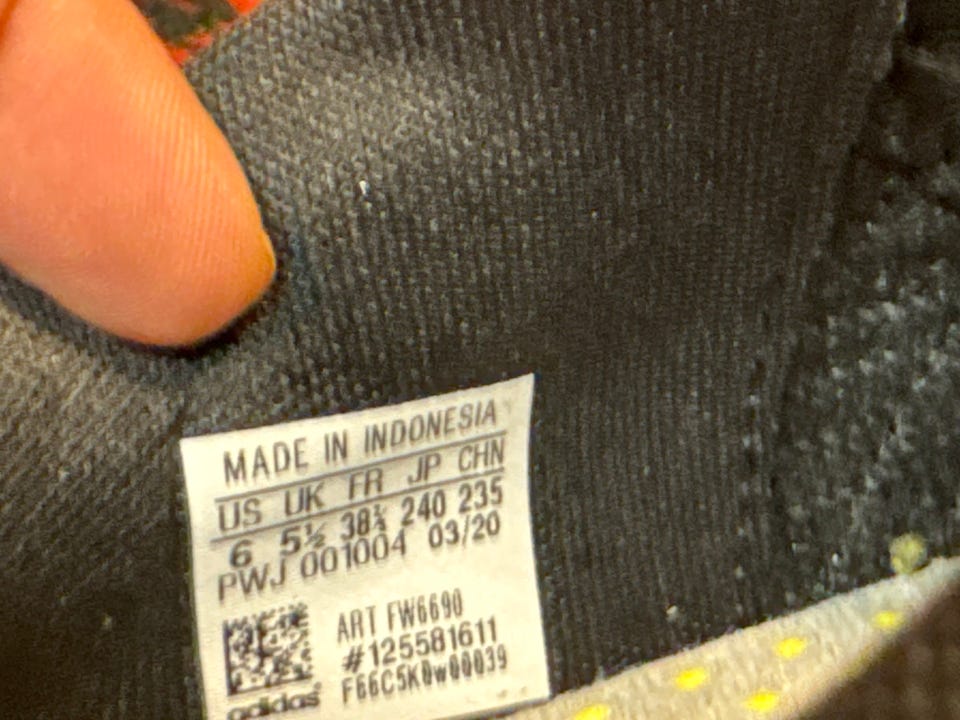 MADE IN INDONESIA
US UK FR JP CHN
6 5½ 38⅔ 240 235
PWJ 001004 03/20
ART FW6690
#125581611
F66C5K0w00039
adidas